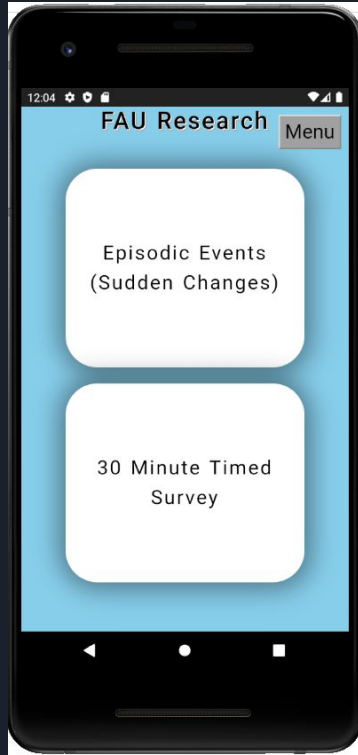 12:04
FAU Research
Menu
Episodic Events
(Sudden Changes)
30 Minute Timed
Survey